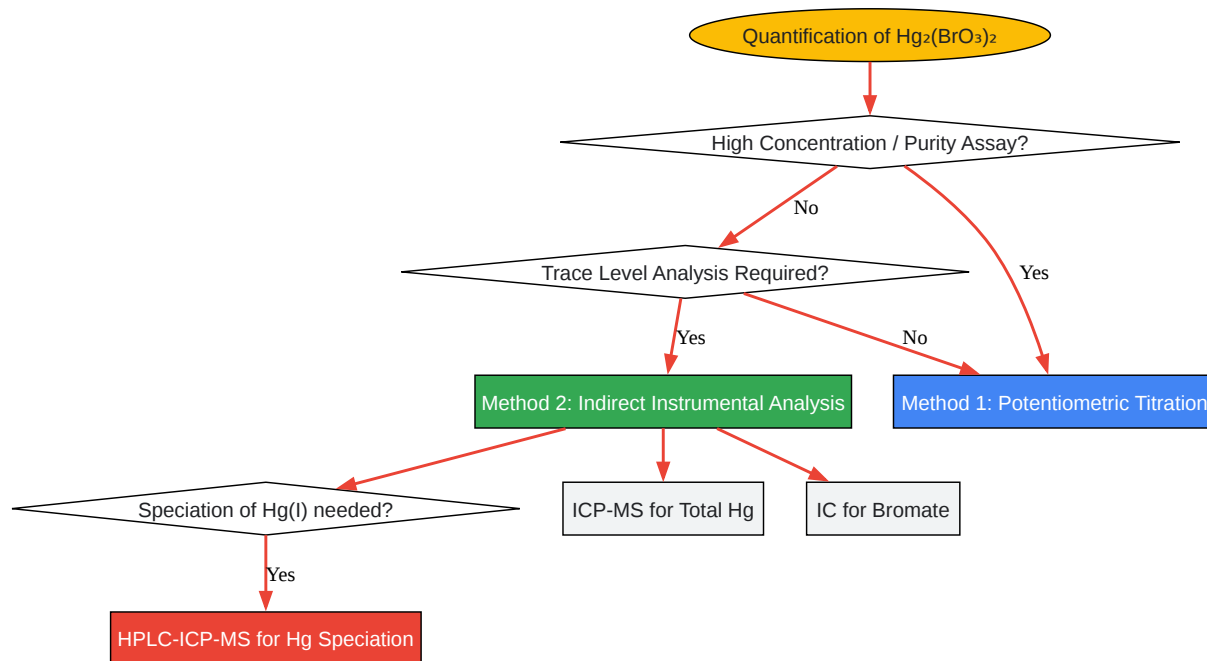 Quantification of Hg₂(BrO₃)₂
High Concentration / Purity Assay?
No
Trace Level Analysis Required?
Yes
Yes
No
Method 2: Indirect Instrumental Analysis
Method 1: Potentiometric Titration
Speciation of Hg(I) needed?
ICP-MS for Total Hg
IC for Bromate
Yes
HPLC-ICP-MS for Hg Speciation